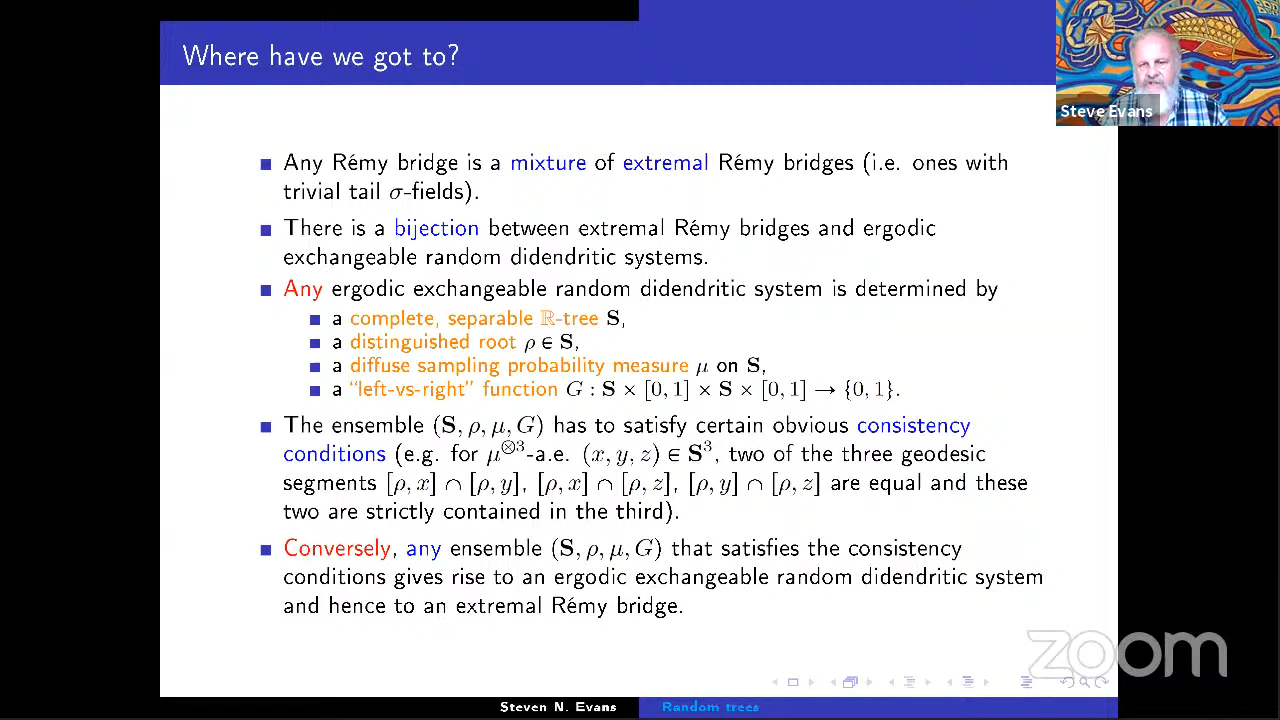 Where have we got to?
Steve Evans
■ Any Rémy bridge is a mixture of extremal Rémy bridges (i.e. ones with
trivial tail σ-fields).
■ There is a bijection between extremal Rémy bridges and ergodic
exchangeable random didendritic systems.
■ Any ergodic exchangeable random didendritic system is determined by
■ a complete, separable ℝ-tree S,
■ a distinguished root ρ ∈ S,
■ a diffuse sampling probability measure μ on S,
■ a “left-vs-right” function G : S × [0, 1] × S × [0, 1] → {0, 1}.
■ The ensemble (S, ρ, μ, G) has to satisfy certain obvious consistency
conditions (e.g. for μ^⊗3-a.e. (x, y, z) ∈ S³, two of the three geodesic
segments [ρ, x] ∩ [ρ, y], [ρ, x] ∩ [ρ, z], [ρ, y] ∩ [ρ, z] are equal and these
two are strictly contained in the third).
■ Conversely, any ensemble (S, ρ, μ, G) that satisfies the consistency
conditions gives rise to an ergodic exchangeable random didendritic system
and hence to an extremal Rémy bridge.
zoom
Steven N. Evans
Random trees